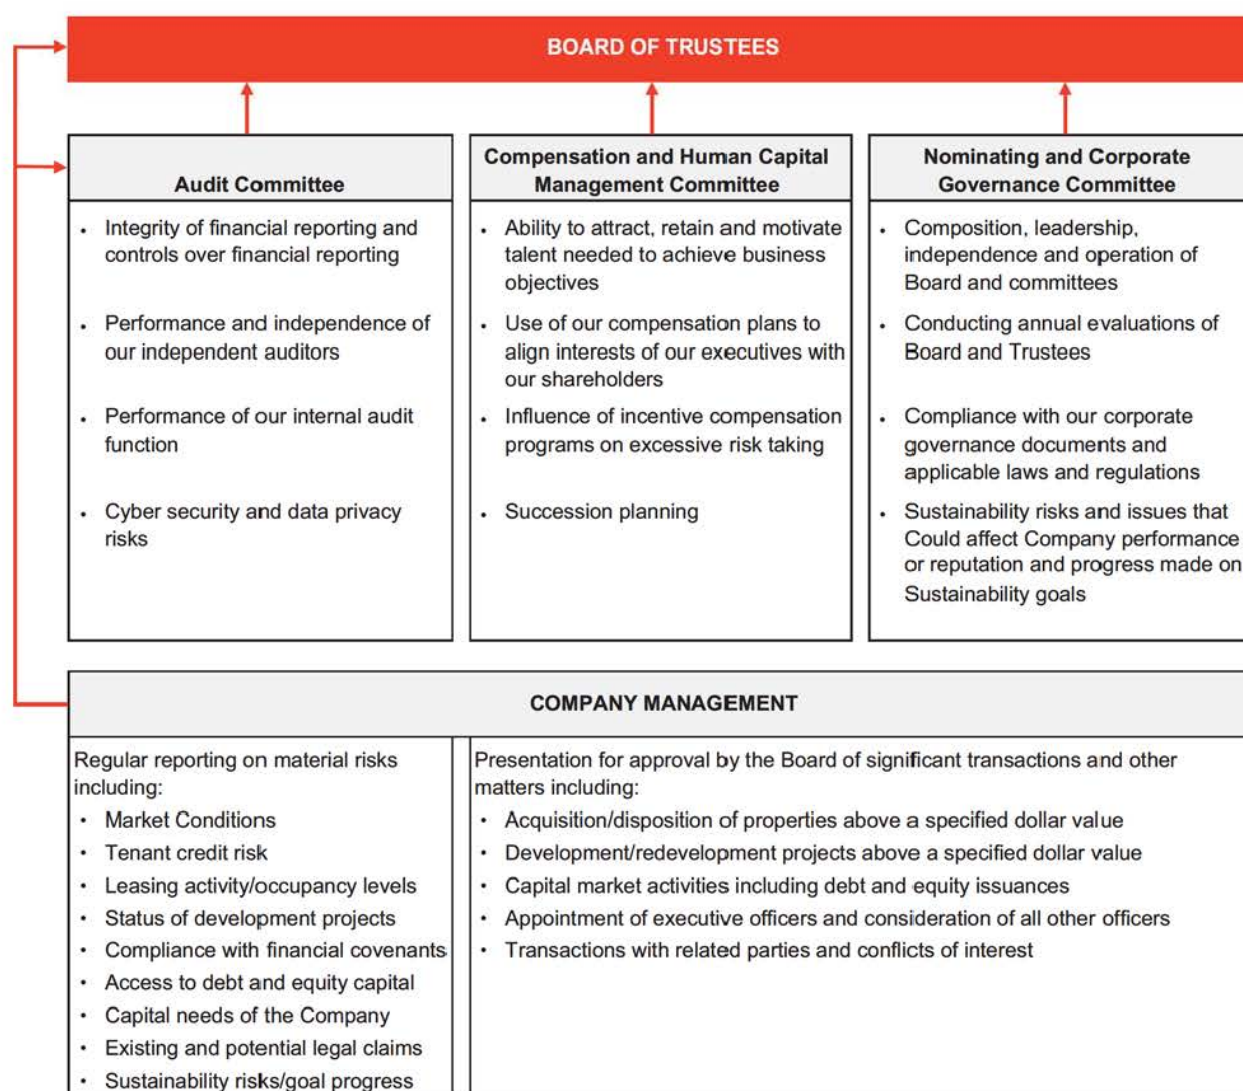 BOARD OF TRUSTEES
Audit Committee
• Integrity of financial reporting and
controls over financial reporting
• Performance and independence of
our independent auditors
• Performance of our internal audit
function
• Cyber security and data privacy
risks
Compensation and Human Capital
Management Committee
• Ability to attract, retain and motivate
talent needed to achieve business
objectives
• Use of our compensation plans to
align interests of our executives with
our shareholders
• Influence of incentive compensation
programs on excessive risk taking
• Succession planning
Nominating and Corporate
Governance Committee
• Composition, leadership,
independence and operation of
Board and committees
• Conducting annual evaluations of
Board and Trustees
• Compliance with our corporate
governance documents and
applicable laws and regulations
• Sustainability risks and issues that
Could affect Company performance
or reputation and progress made on
Sustainability goals
COMPANY MANAGEMENT
Regular reporting on material risks
including:
• Market Conditions
• Tenant credit risk
• Leasing activity/occupancy levels
• Status of development projects
• Compliance with financial covenants
• Access to debt and equity capital
• Capital needs of the Company
• Existing and potential legal claims
• Sustainability risks/goal progress
Presentation for approval by the Board of significant transactions and other
matters including:
• Acquisition/disposition of properties above a specified dollar value
• Development/redevelopment projects above a specified dollar value
• Capital market activities including debt and equity issuances
• Appointment of executive officers and consideration of all other officers
• Transactions with related parties and conflicts of interest